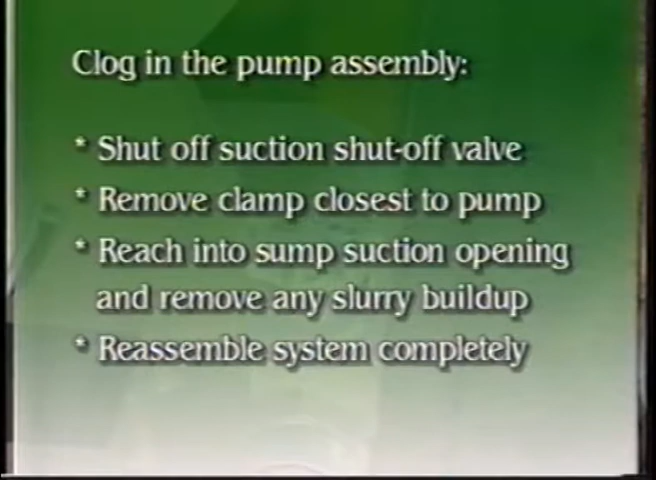 Clog in the pump assembly:
* Shut off suction shut-off valve
* Remove clamp closest to pump
* Reach into sump suction opening
and remove any slurry buildup
* Reassemble system completely